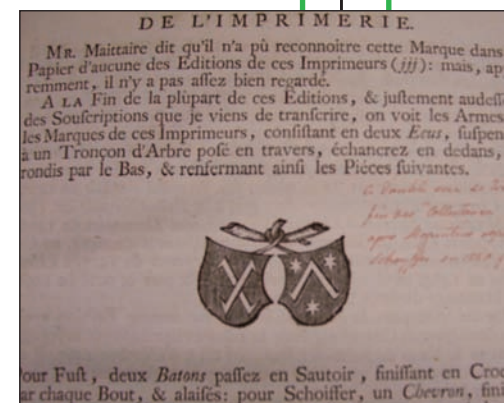 DE L'IMPRIMERIE.
MR. Maittaire dit qu'il n'a pû reconnoitre cette Marque dans
Papier d'aucune des Editions de ces Imprimeurs (jjj): mais, ap
remment, il n'y a pas aſſez bien regardé.
A LA Fin de la plûpart de ces Editions, & juſtement audeſſ
des Souſcriptions que je viens de tranſcrire, on voit les Armes
les Marques de ces Imprimeurs, conſiſtant en deux Ecus, ſuſpen
à un Tronçon d'Arbre poſé en travers, échancrez en dedans,
rondis par le Bas, & renfermant ainſi les Piéces ſuivantes.
our Fuſt, deux Batons paſſez en Sautoir, finiſſant en Croc
ar chaque Bout, & alaiſés: pour Schoiffer, un Chevron, fini